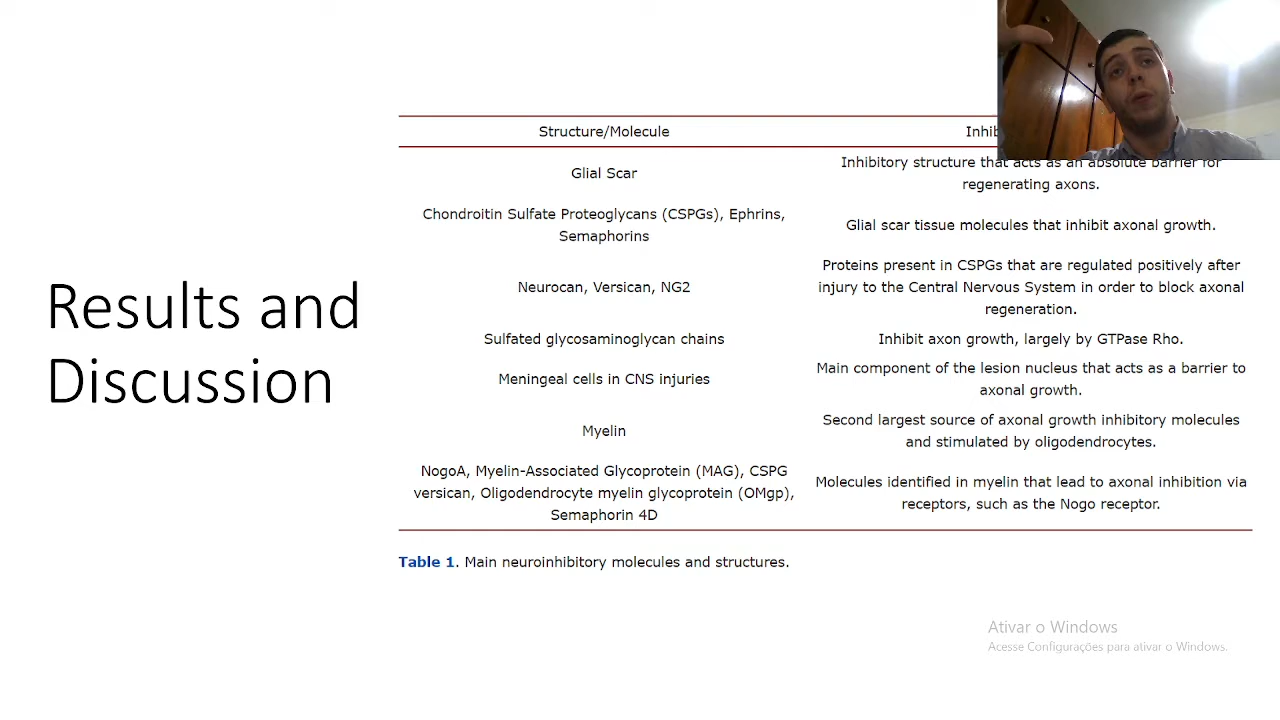 Results and
Discussion
Structure/Molecule
Glial Scar
Inhibitory structure that acts as an absolute barrier for
regenerating axons.
Chondroitin Sulfate Proteoglycans (CSPGs), Ephrins,
Semaphorins
Glial scar tissue molecules that inhibit axonal growth.
Neurocan, Versican, NG2
Proteins present in CSPGs that are regulated positively after
injury to the Central Nervous System in order to block axonal
regeneration.
Sulfated glycosaminoglycan chains
Inhibit axon growth, largely by GTPase Rho.
Meningeal cells in CNS injuries
Main component of the lesion nucleus that acts as a barrier to
axonal growth.
Myelin
Second largest source of axonal growth inhibitory molecules
and stimulated by oligodendrocytes.
NogoA, Myelin-Associated Glycoprotein (MAG), CSPG
versican, Oligodendrocyte myelin glycoprotein (OMgp),
Semaphorin 4D
Molecules identified in myelin that lead to axonal inhibition via
receptors, such as the Nogo receptor.
Table 1. Main neuroinhibitory molecules and structures.
Ativar o Windows
Acesse Configurações para ativar o Windows.